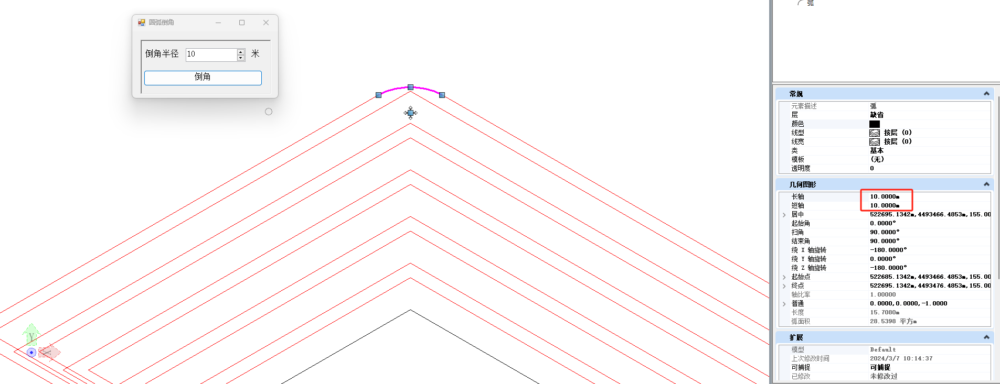 弧
圆弧倒角
倒角半径 10 米
倒角
常规
元素描述 弧
层 缺省
颜色
线型 按层 (0)
线宽 按层 (0)
类 基本
模板 (无)
透明度 0
几何图形
长轴 10.0000m
短轴 10.0000m
居中 522695.1342m,4493466.4853m,155.00
起始角 0.0000°
扫角 90.0000°
结束角 90.0000°
绕 X 轴旋转 -180.0000°
绕 Y 轴旋转 0.0000°
绕 Z 轴旋转 -180.0000°
起始点 522685.1342m,4493466.4853m,155.00
终点 522695.1342m,4493476.4853m,155.00
轴比率 1.00000
普通 0.0000,0.0000,-1.0000
长度 15.7080m
弧面积 28.5398 平方m
扩展
模型 Default
上次修改时间 2024/3/7 10:14:37
可捕捉 可捕捉
已修改 未修改过
Y
X